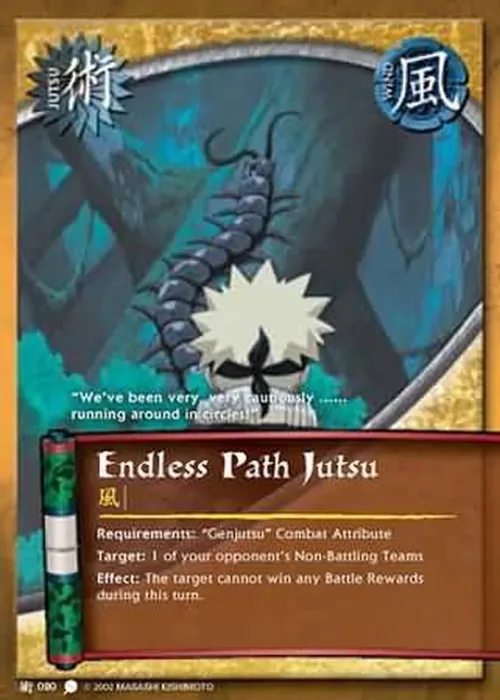 JUTSU 術
WIND 風
"We've been very, very cautiously ......
running around in circles!"
Endless Path Jutsu
風
Requirements: "Genjutsu" Combat Attribute
Target: 1 of your opponent's Non-Battling Teams
Effect: The target cannot win any Battle Rewards
during this turn.
術 080 © 2002 MASASHI KISHIMOTO